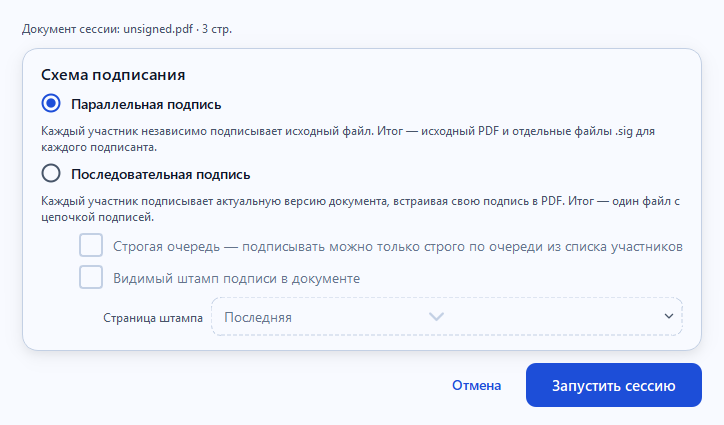 Документ сессии: unsigned.pdf · 3 стр.
Схема подписания
Параллельная подпись
Каждый участник независимо подписывает исходный файл. Итог — исходный PDF и отдельные файлы .sig для
каждого подписанта.
Последовательная подпись
Каждый участник подписывает актуальную версию документа, встраивая свою подпись в PDF. Итог — один файл с
цепочкой подписей.
Строгая очередь — подписывать можно только строго по очереди из списка участников
Видимый штамп подписи в документе
Страница штампа Последняя
Отмена Запустить сессию